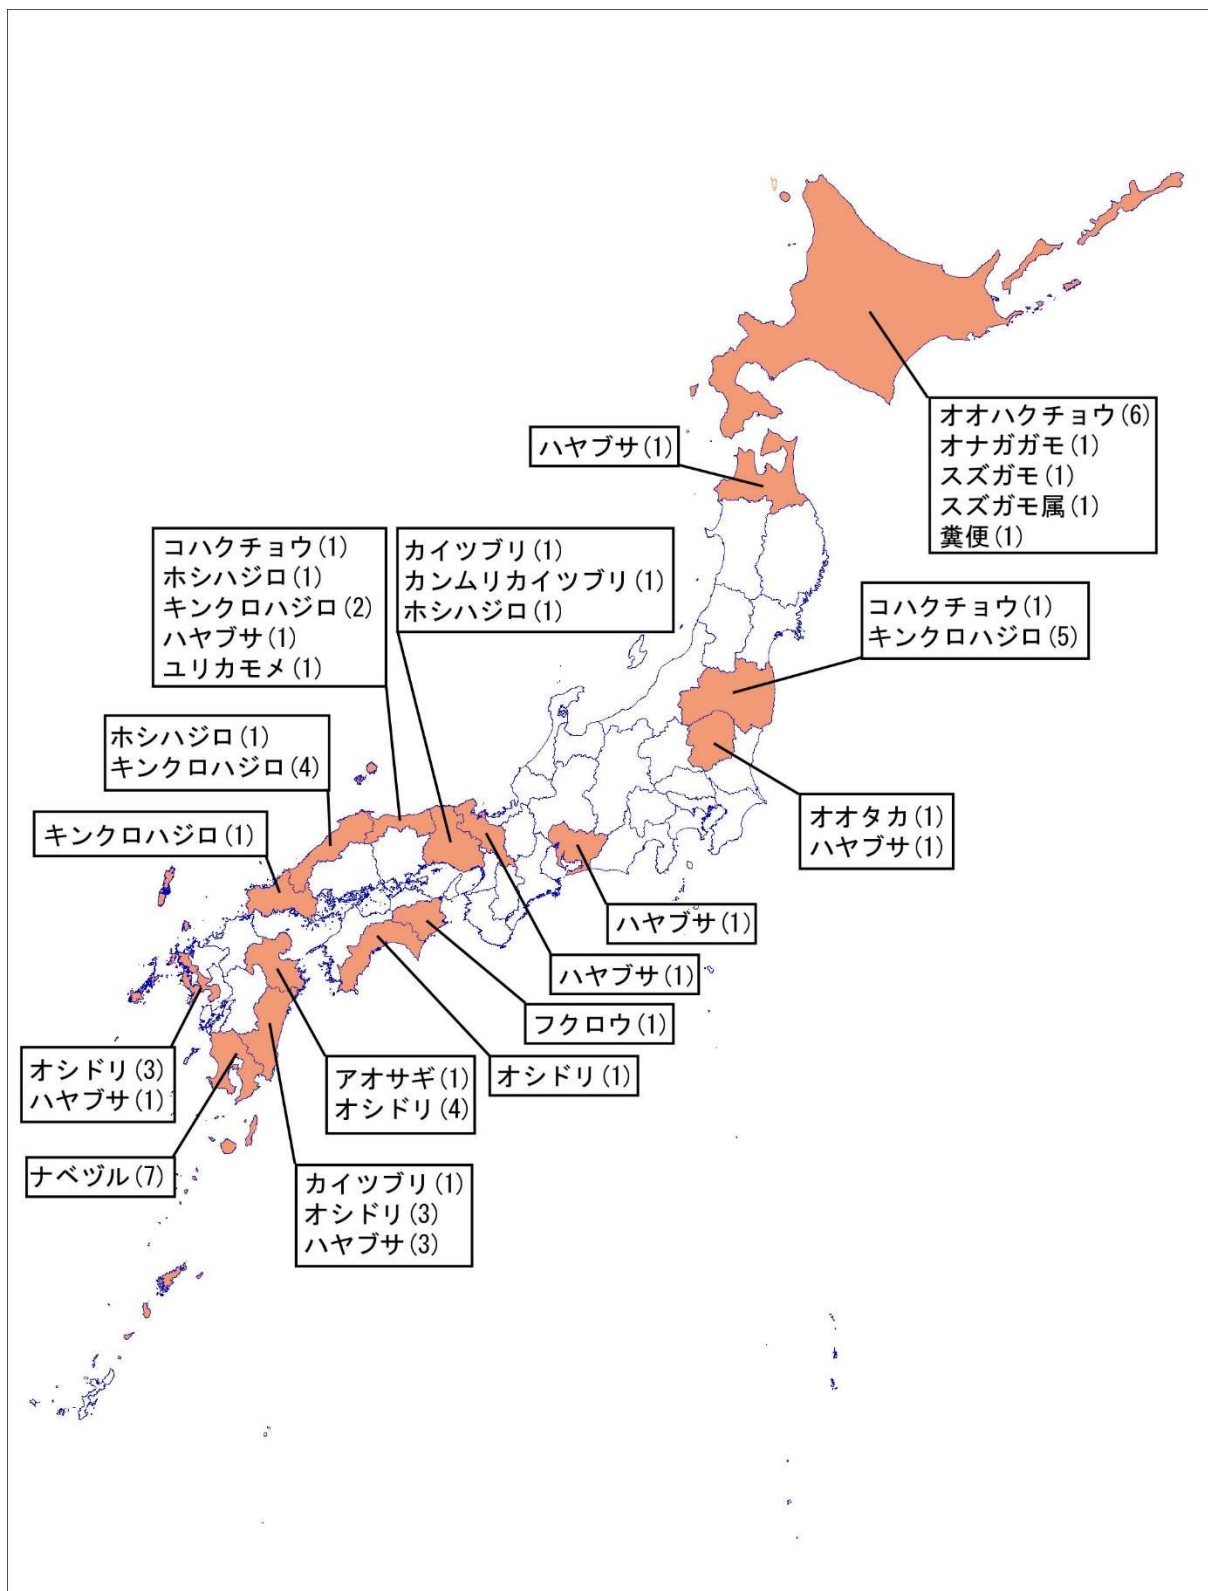 オオハクチョウ(6)
オナガガモ(1)
スズガモ(1)
スズガモ属(1)
糞便(1)
ハヤブサ(1)
コハクチョウ(1)
ホシハジロ(1)
キンクロハジロ(2)
ハヤブサ(1)
ユリカモメ(1)
カイツブリ(1)
カンムリカイツブリ(1)
ホシハジロ(1)
コハクチョウ(1)
キンクロハジロ(5)
ホシハジロ(1)
キンクロハジロ(4)
オオタカ(1)
ハヤブサ(1)
キンクロハジロ(1)
ハヤブサ(1)
ハヤブサ(1)
フクロウ(1)
オシドリ(3)
ハヤブサ(1)
アオサギ(1)
オシドリ(4)
オシドリ(1)
ナベヅル(7)
カイツブリ(1)
オシドリ(3)
ハヤブサ(3)